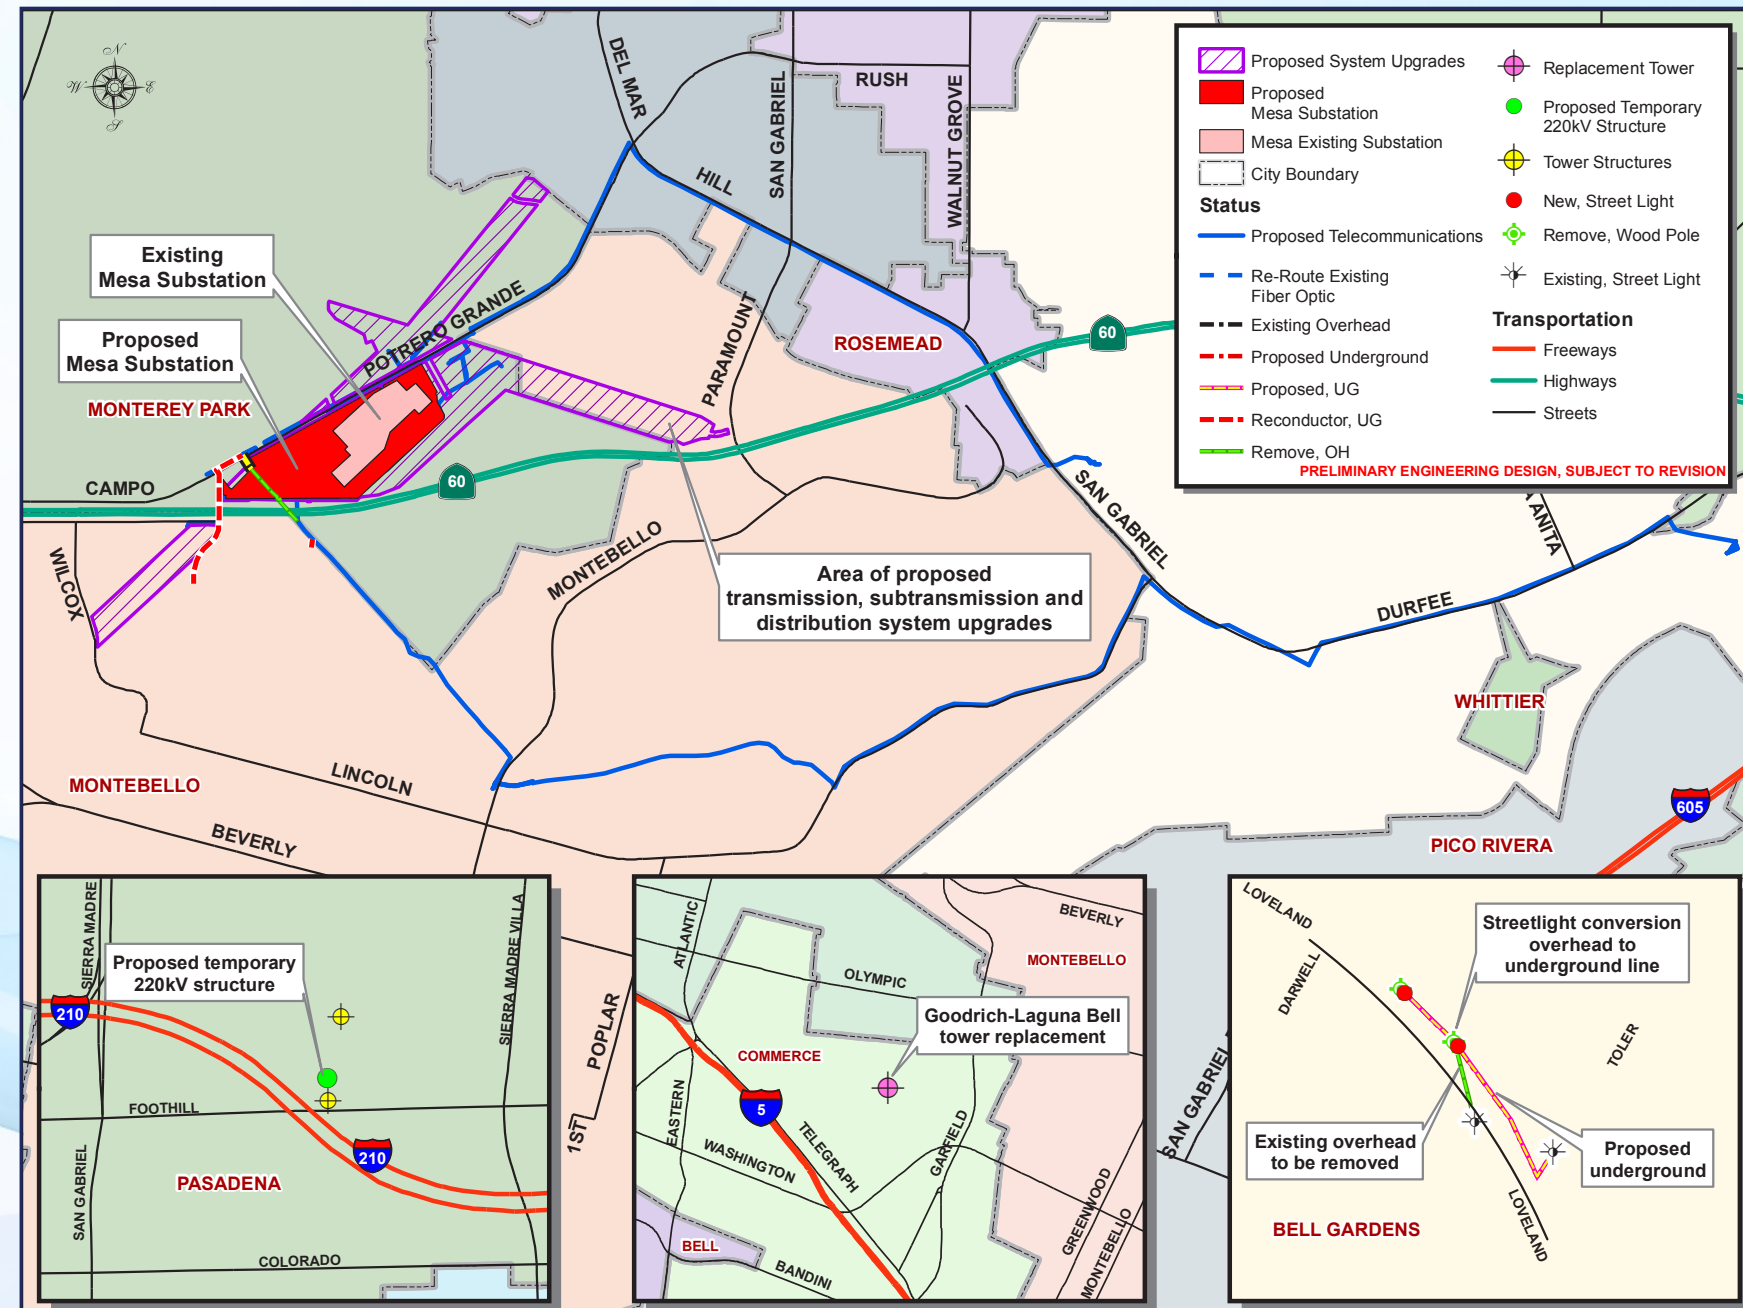 N
W
E
S
DEL MAR
SAN GABRIEL
RUSH
WALNUT GROVE
HILL
Existing
Mesa Substation
Proposed
Mesa Substation
POTRERO GRANDE
PARAMOUNT
ROSEMEAD
60
MONTEREY PARK
CAMPO
60
WILCOX
MONTEBELLO
SAN GABRIEL
Area of proposed
transmission, subtransmission and
distribution system upgrades
DURFEE
ANITA
WHITTIER
MONTEBELLO
LINCOLN
BEVERLY
605
PICO RIVERA
POPLAR
1ST
SAN GABRIEL
Proposed System Upgrades
Proposed
Mesa Substation
Mesa Existing Substation
City Boundary
Status
Proposed Telecommunications
Re-Route Existing
Fiber Optic
Existing Overhead
Proposed Underground
Proposed, UG
Reconductor, UG
Remove, OH
Replacement Tower
Proposed Temporary
220kV Structure
Tower Structures
New, Street Light
Remove, Wood Pole
Existing, Street Light
Transportation
Freeways
Highways
Streets
PRELIMINARY ENGINEERING DESIGN, SUBJECT TO REVISION
SIERRA MADRE
SIERRA MADRE VILLA
Proposed temporary
220kV structure
210
FOOTHILL
210
SAN GABRIEL
PASADENA
COLORADO
ATLANTIC
BEVERLY
MONTEBELLO
OLYMPIC
Goodrich-Laguna Bell
tower replacement
COMMERCE
5
EASTERN
TELEGRAPH
WASHINGTON
GARFIELD
GREENWOOD
MONTEBELLO
BELL
BANDINI
LOVELAND
Streetlight conversion
overhead to
underground line
DARWELL
TOLER
Existing overhead
to be removed
Proposed
underground
LOVELAND
BELL GARDENS